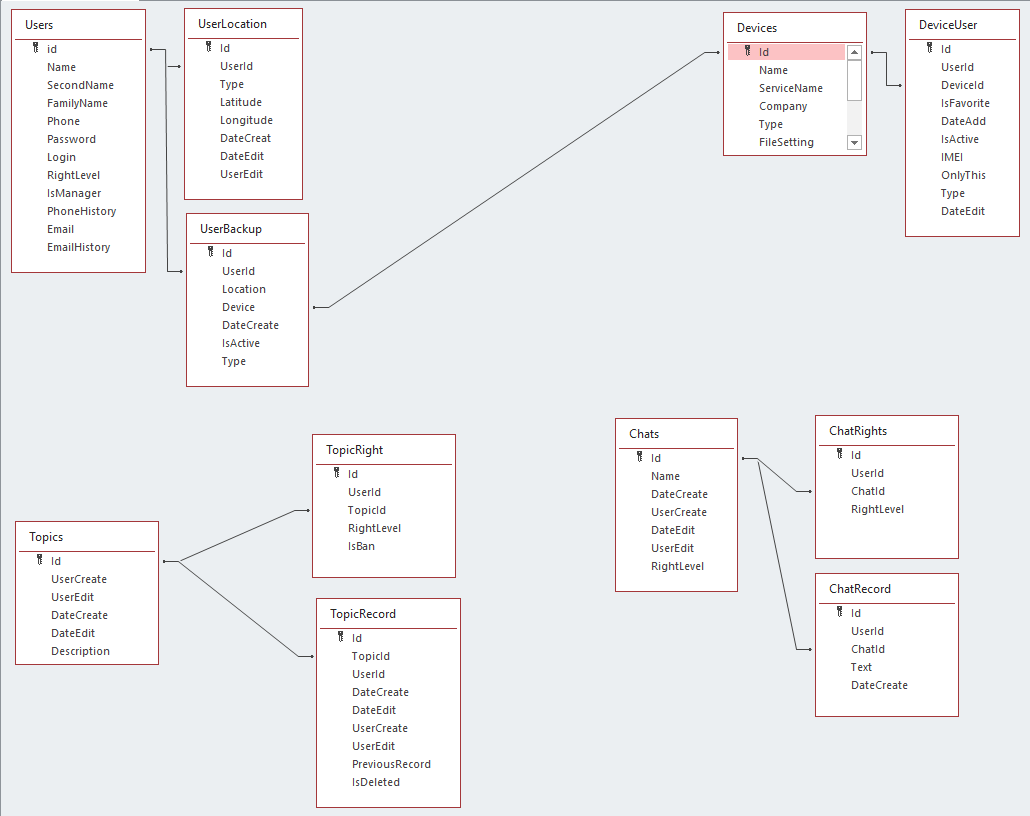 Users
id
Name
SecondName
FamilyName
Phone
Password
Login
RightLevel
IsManager
PhoneHistory
Email
EmailHistory
UserLocation
Id
UserId
Type
Latitude
Longitude
DateCreat
DateEdit
UserEdit
UserBackup
Id
UserId
Location
Device
DateCreate
IsActive
Type
Devices
Id
Name
ServiceName
Company
Type
FileSetting
DeviceUser
Id
UserId
DeviceId
IsFavorite
DateAdd
IsActive
IMEI
OnlyThis
Type
DateEdit
Topics
Id
UserCreate
UserEdit
DateCreate
DateEdit
Description
TopicRight
Id
UserId
TopicId
RightLevel
IsBan
TopicRecord
Id
TopicId
UserId
DateCreate
DateEdit
UserCreate
UserEdit
PreviousRecord
IsDeleted
Chats
Id
Name
DateCreate
UserCreate
DateEdit
UserEdit
RightLevel
ChatRights
Id
UserId
ChatId
RightLevel
ChatRecord
Id
UserId
ChatId
Text
DateCreate